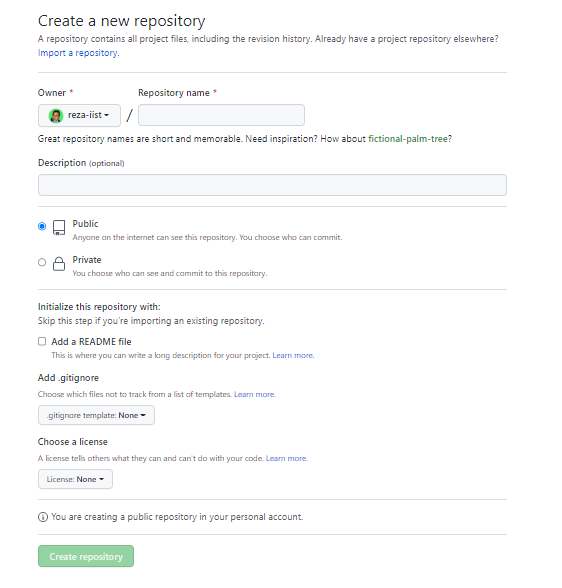 Create a new repository
A repository contains all project files, including the revision history. Already have a project repository elsewhere?
Import a repository.
Owner * Repository name *
reza-iist /
Great repository names are short and memorable. Need inspiration? How about fictional-palm-tree?
Description (optional)
Public
Anyone on the internet can see this repository. You choose who can commit.
Private
You choose who can see and commit to this repository.
Initialize this repository with:
Skip this step if you're importing an existing repository.
Add a README file
This is where you can write a long description for your project. Learn more.
Add .gitignore
Choose which files not to track from a list of templates. Learn more.
.gitignore template: None
Choose a license
A license tells others what they can and can't do with your code. Learn more.
License: None
You are creating a public repository in your personal account.
Create repository